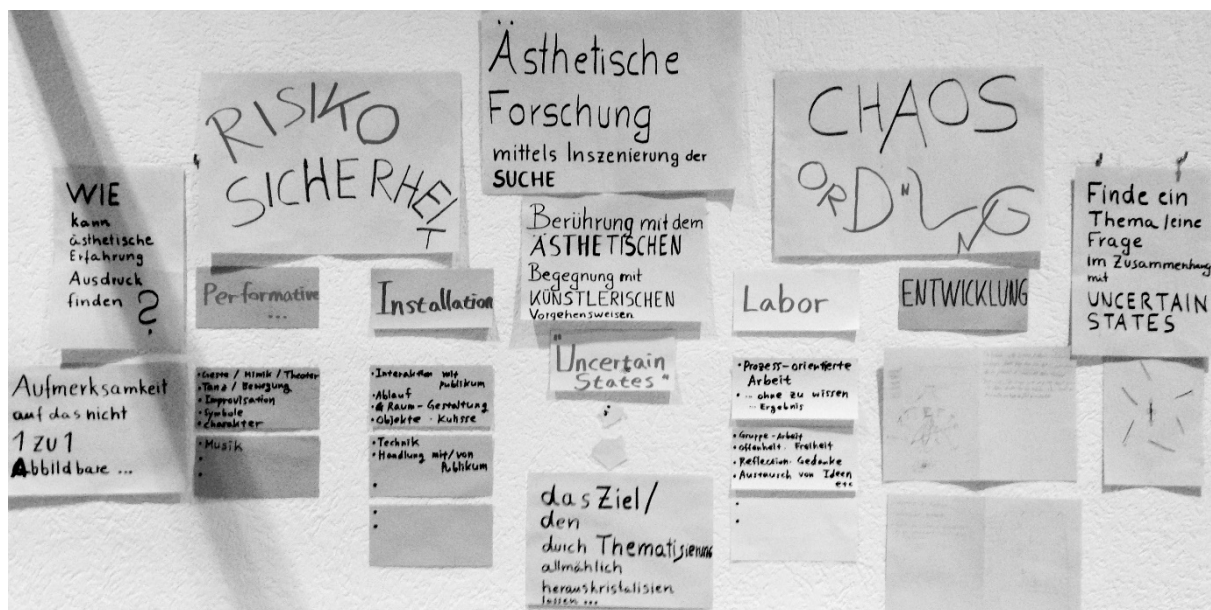 Ästhetische
Forschung
mittels Inszenierung der
SUCHE
RISIKO
SICHERHEIT
CHAOS
ORDNUNG
WIE
kann
ästhetische
Erfahrung
Ausdruck
finden ?
Berührung mit dem
ÄSTHETISCHEN
Begegnung mit
KÜNSTLERISCHEN
Vorgehensweisen
Finde ein
Thema/eine
Frage
im Zusammenhang
mit
UNCERTAIN
STATES
Performative
...
Installation
Labor
ENTWICKLUNG
"Uncertain
States"
Aufmerksamkeit
auf das nicht
1 zu 1
Abbildbare ...
• Geste / Mimik / Theater
• Tanz / Bewegung
• Improvisation
• Symbole
• Charakter
• Musik
•
•
• Interaktion mit
Publikum
• Ablauf
• & Raum-Gestaltung
• Objekte - Kuhsse
• Technik
• Handlung mit/von
Publikum
•
•
•
• Prozess-orientierte
Arbeit
• ... ohne zu wissen
... Ergebnis
• Gruppe-Arbeit
• Offenheit. Freiheit
• Reflection. Gedanke
• Austausch von Ideen
etc
•
•
das Ziel/
den
durch Thematisierung
allmählich
herauskristalisien
lassen ...